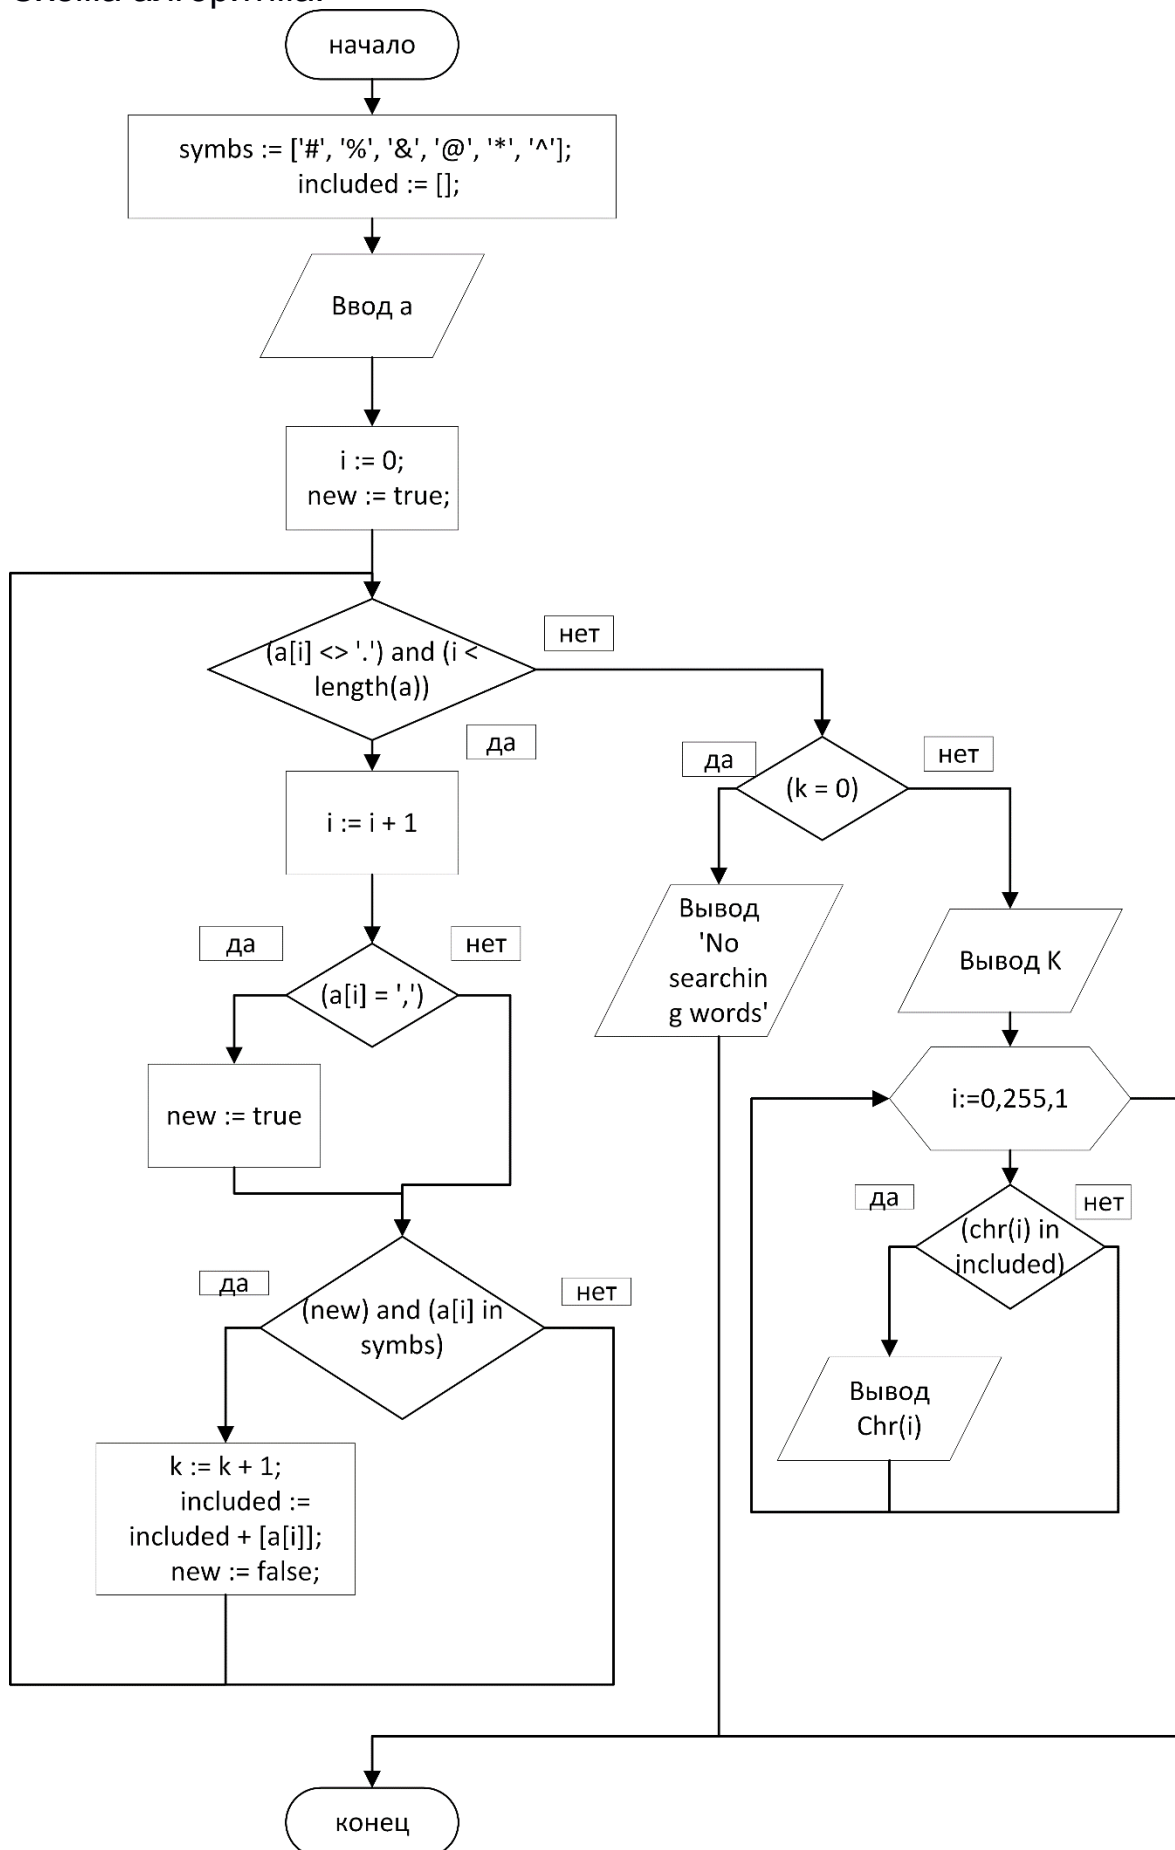 Схема алгоритма:
начало
symbs := ['#', '%', '&', '@', '*', '^'];
included := [];
Ввод a
i := 0;
new := true;
(a[i] <> '.') and (i <
length(a))
нет
да
i := i + 1
да
нет
(a[i] = ',')
new := true
да
нет
(new) and (a[i] in
symbs)
k := k + 1;
included :=
included + [a[i]];
new := false;
да
нет
(k = 0)
Вывод
'No
searchin
g words'
Вывод K
i:=0,255,1
да
нет
(chr(i) in
included)
Вывод
Chr(i)
конец